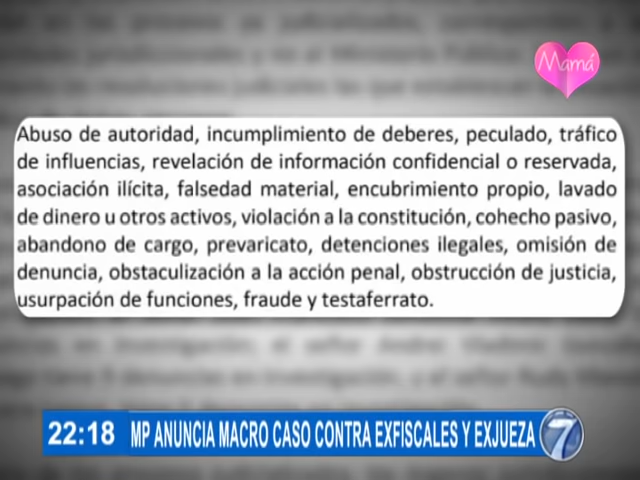 Mamá
Abuso de autoridad, incumplimiento de deberes, peculado, tráfico
de influencias, revelación de información confidencial o reservada,
asociación ilícita, falsedad material, encubrimiento propio, lavado
de dinero u otros activos, violación a la constitución, cohecho pasivo,
abandono de cargo, prevaricato, detenciones ilegales, omisión de
denuncia, obstaculización a la acción penal, obstrucción de justicia,
usurpación de funciones, fraude y testaferrato.
22:18 MP ANUNCIA MACRO CASO CONTRA EXFISCALES Y EXJUEZA 7